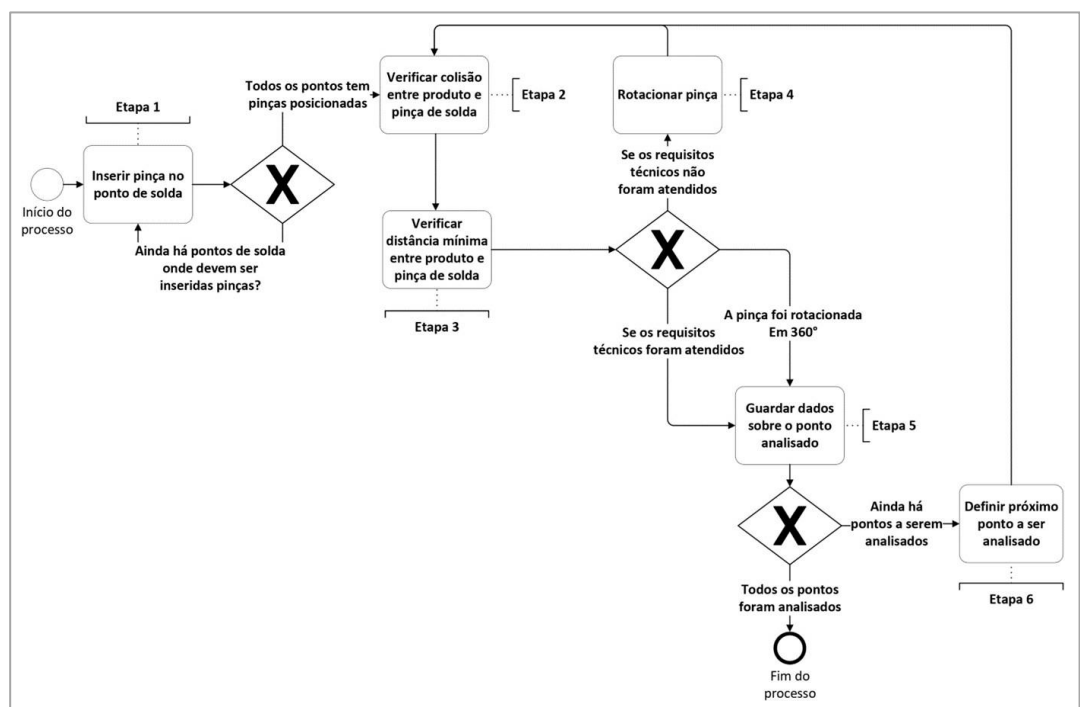 Etapa 1
Início do
processo
Inserir pinça no
ponto de solda
X
Todos os pontos tem
pinças posicionadas
Ainda há pontos de solda
onde devem ser
inseridas pinças?
Verificar colisão
entre produto e
pinça de solda
Etapa 2
Verificar
distância mínima
entre produto e
pinça de solda
Etapa 3
Rotacionar pinça
Etapa 4
Se os requisitos
técnicos não
foram atendidos
X
Se os requisitos
técnicos foram atendidos
A pinça foi rotacionada
Em 360°
Guardar dados
sobre o ponto
analisado
Etapa 5
X
Ainda há
pontos a serem
analisados
Definir próximo
ponto a ser
analisado
Etapa 6
Todos os pontos
foram analisados
Fim do
processo